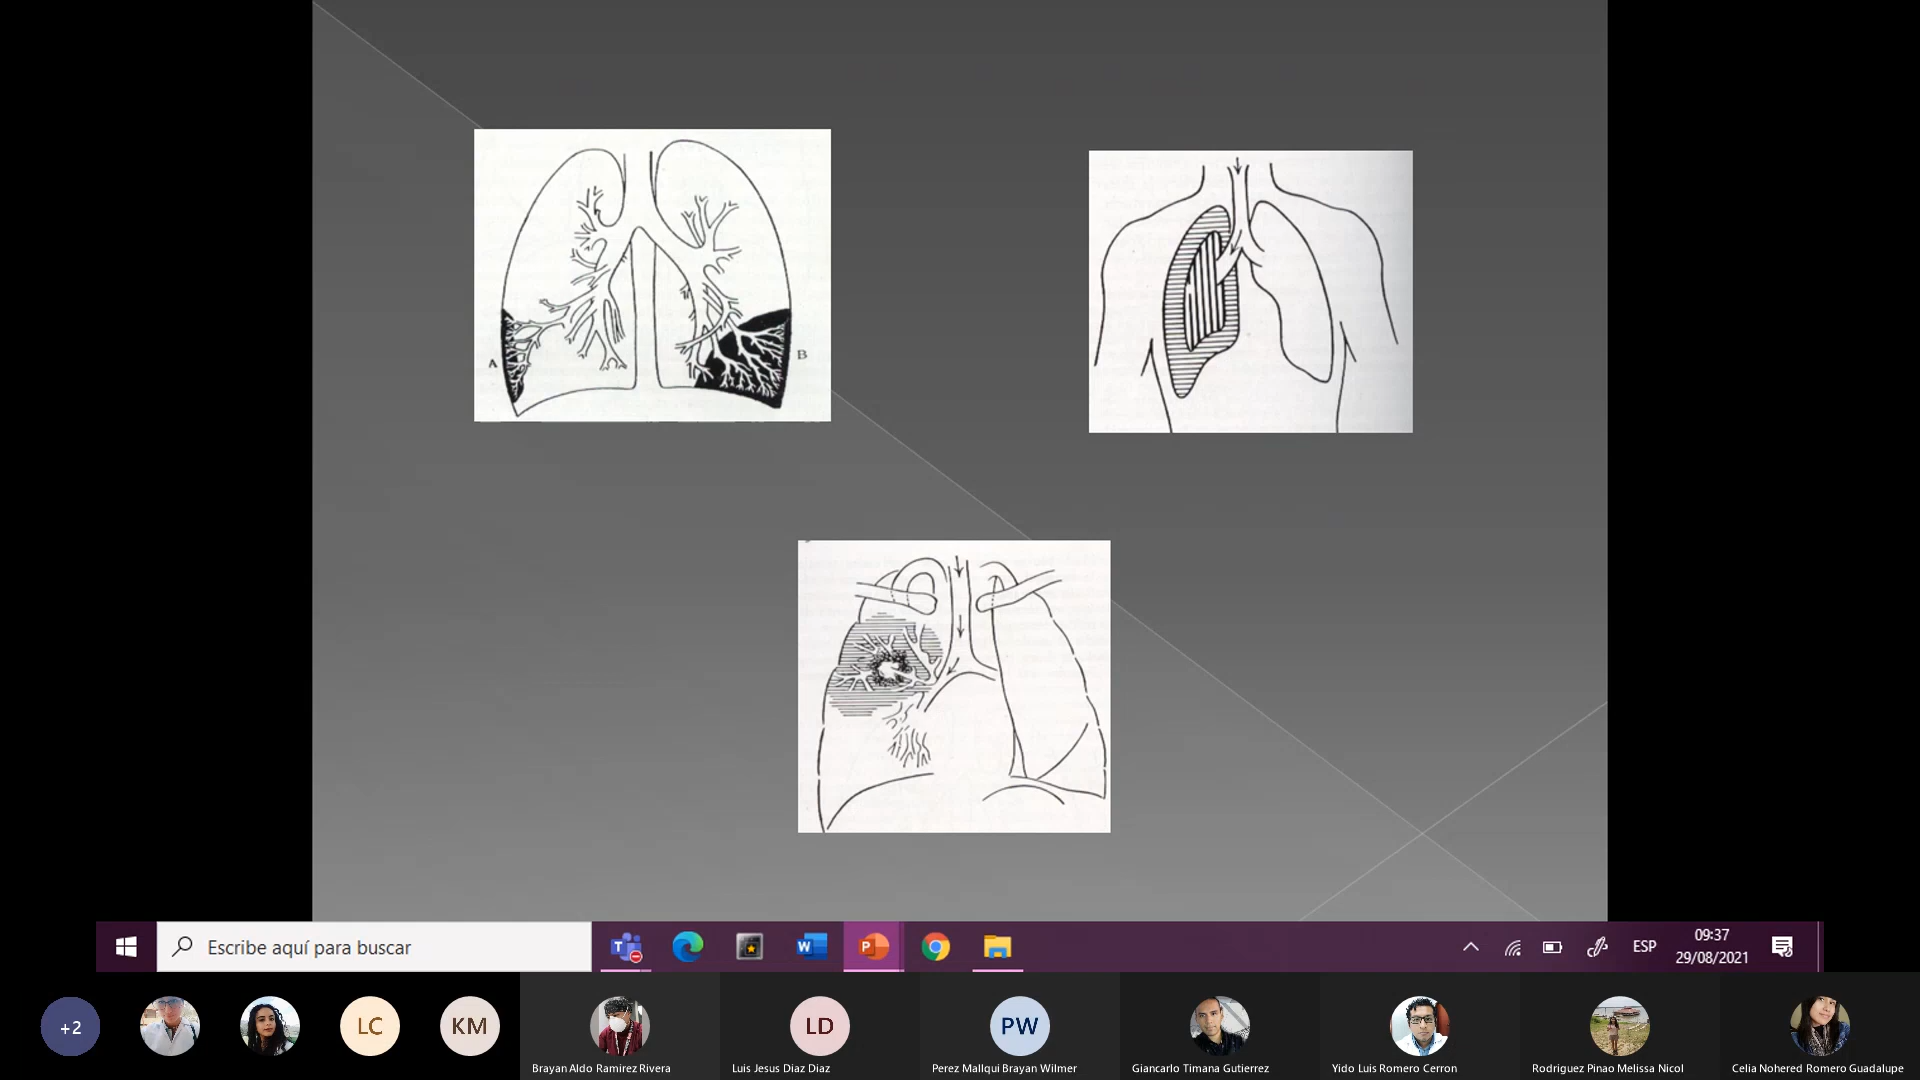 A
B
Escribe aquí para buscar
T
W
P
ESP
09:37
29/08/2021
+2
LC
KM
LD
PW
Brayan Aldo Ramirez Rivera
Luis Jesus Diaz Diaz
Perez Mallqui Brayan Wilmer
Giancarlo Timana Gutierrez
Yido Luis Romero Cerron
Rodriguez Pinao Melissa Nicol
Celia Nohered Romero Guadalupe